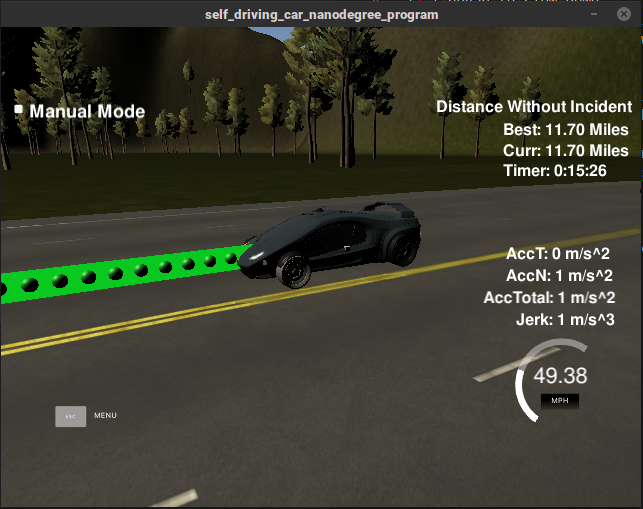 self_driving_car_nanodegree_program
Manual Mode
Distance Without Incident
Best: 11.70 Miles
Curr: 11.70 Miles
Timer: 0:15:26
AccT: 0 m/s^2
AccN: 1 m/s^2
AccTotal: 1 m/s^2
Jerk: 1 m/s^3
49.38
MPH
ESC MENU